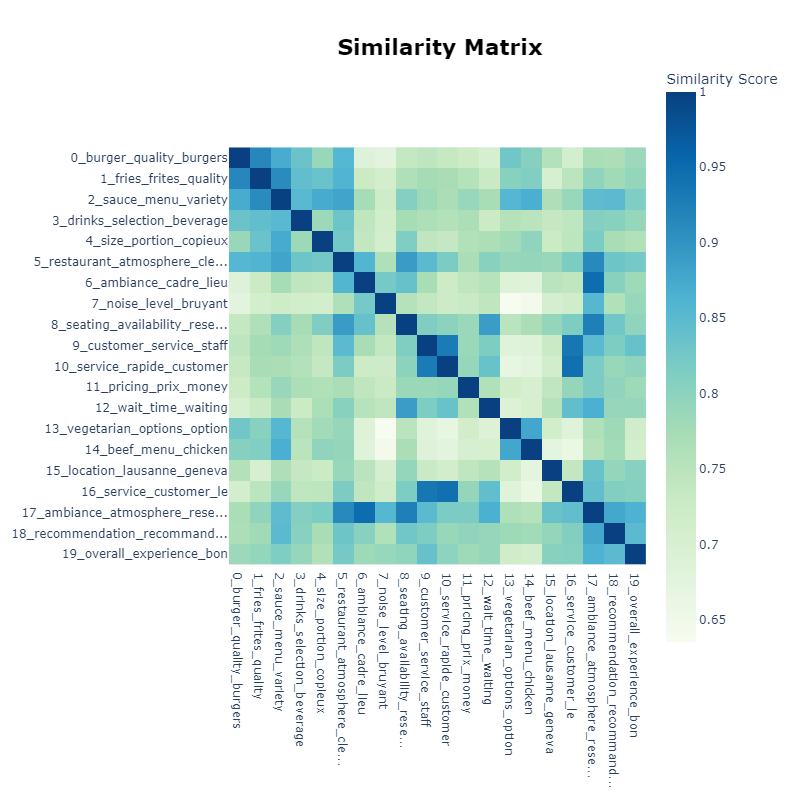 Similarity Matrix
Similarity Score
1
0.95
0.9
0.85
0.8
0.75
0.7
0.65
0_burger_quality_burgers
1_fries_frites_quality
2_sauce_menu_variety
3_drinks_selection_beverage
4_size_portion_copieux
5_restaurant_atmosphere_cle...
6_ambiance_cadre_lieu
7_noise_level_bruyant
8_seating_availability_rese...
9_customer_service_staff
10_service_rapide_customer
11_pricing_prix_money
12_wait_time_waiting
13_vegetarian_options_option
14_beef_menu_chicken
15_location_lausanne_geneva
16_service_customer_le
17_ambiance_atmosphere_rese...
18_recommendation_recommand...
19_overall_experience_bon
0_burger_quality_burgers
1_fries_frites_quality
2_sauce_menu_variety
3_drinks_selection_beverage
4_size_portion_copieux
5_restaurant_atmosphere_cle...
6_ambiance_cadre_lieu
7_noise_level_bruyant
8_seating_availability_rese...
9_customer_service_staff
10_service_rapide_customer
11_pricing_prix_money
12_wait_time_waiting
13_vegetarian_options_option
14_beef_menu_chicken
15_location_lausanne_geneva
16_service_customer_le
17_ambiance_atmosphere_rese...
18_recommendation_recommand...
19_overall_experience_bon